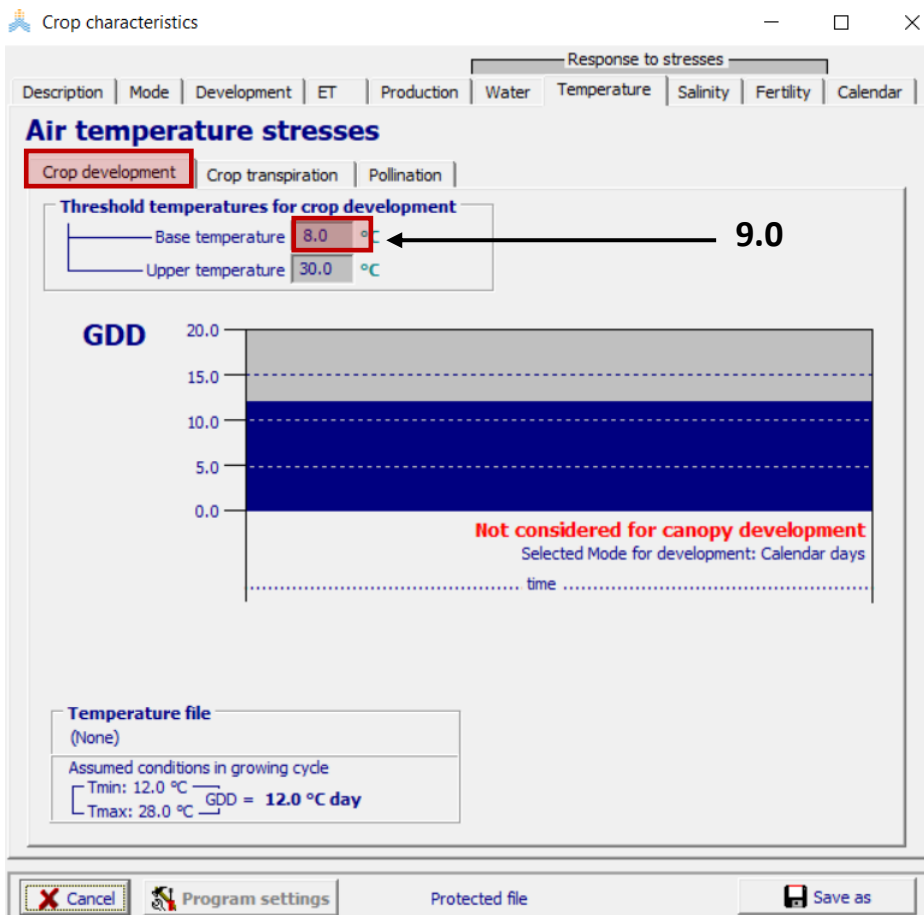 Crop characteristics
Response to stresses
Description Mode Development ET Production Water Temperature Salinity Fertility Calendar
Air temperature stresses
Crop development Crop transpiration Pollination
Threshold temperatures for crop development
Base temperature 8.0 °C 9.0
Upper temperature 30.0 °C
GDD
20.0
15.0
10.0
5.0
0.0
Not considered for canopy development
Selected Mode for development: Calendar days
time
Temperature file
(None)
Assumed conditions in growing cycle
Tmin: 12.0 °C
GDD = 12.0 °C day
Tmax: 28.0 °C
Cancel Program settings Protected file Save as